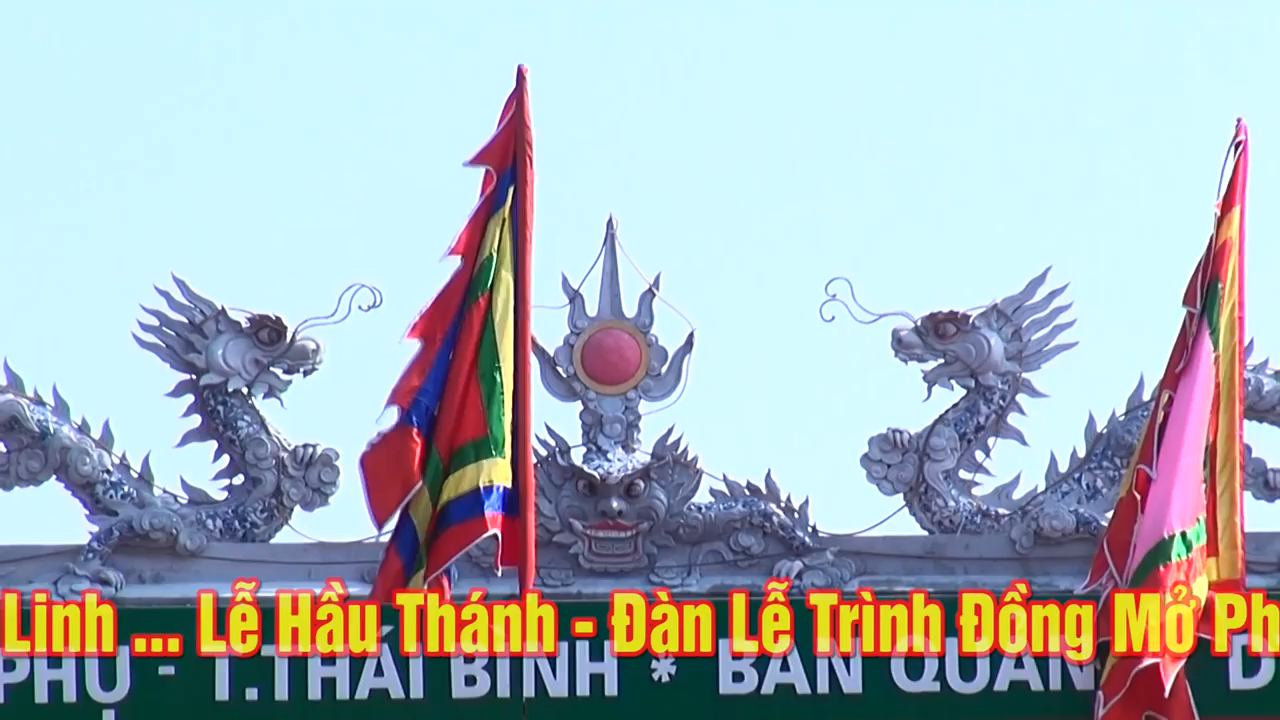 Linh ... Lễ Hầu Thánh - Đàn Lễ Trình Đồng Mở Ph
PHỤ - T.THÁI BÌNH * BAN QUẢN D